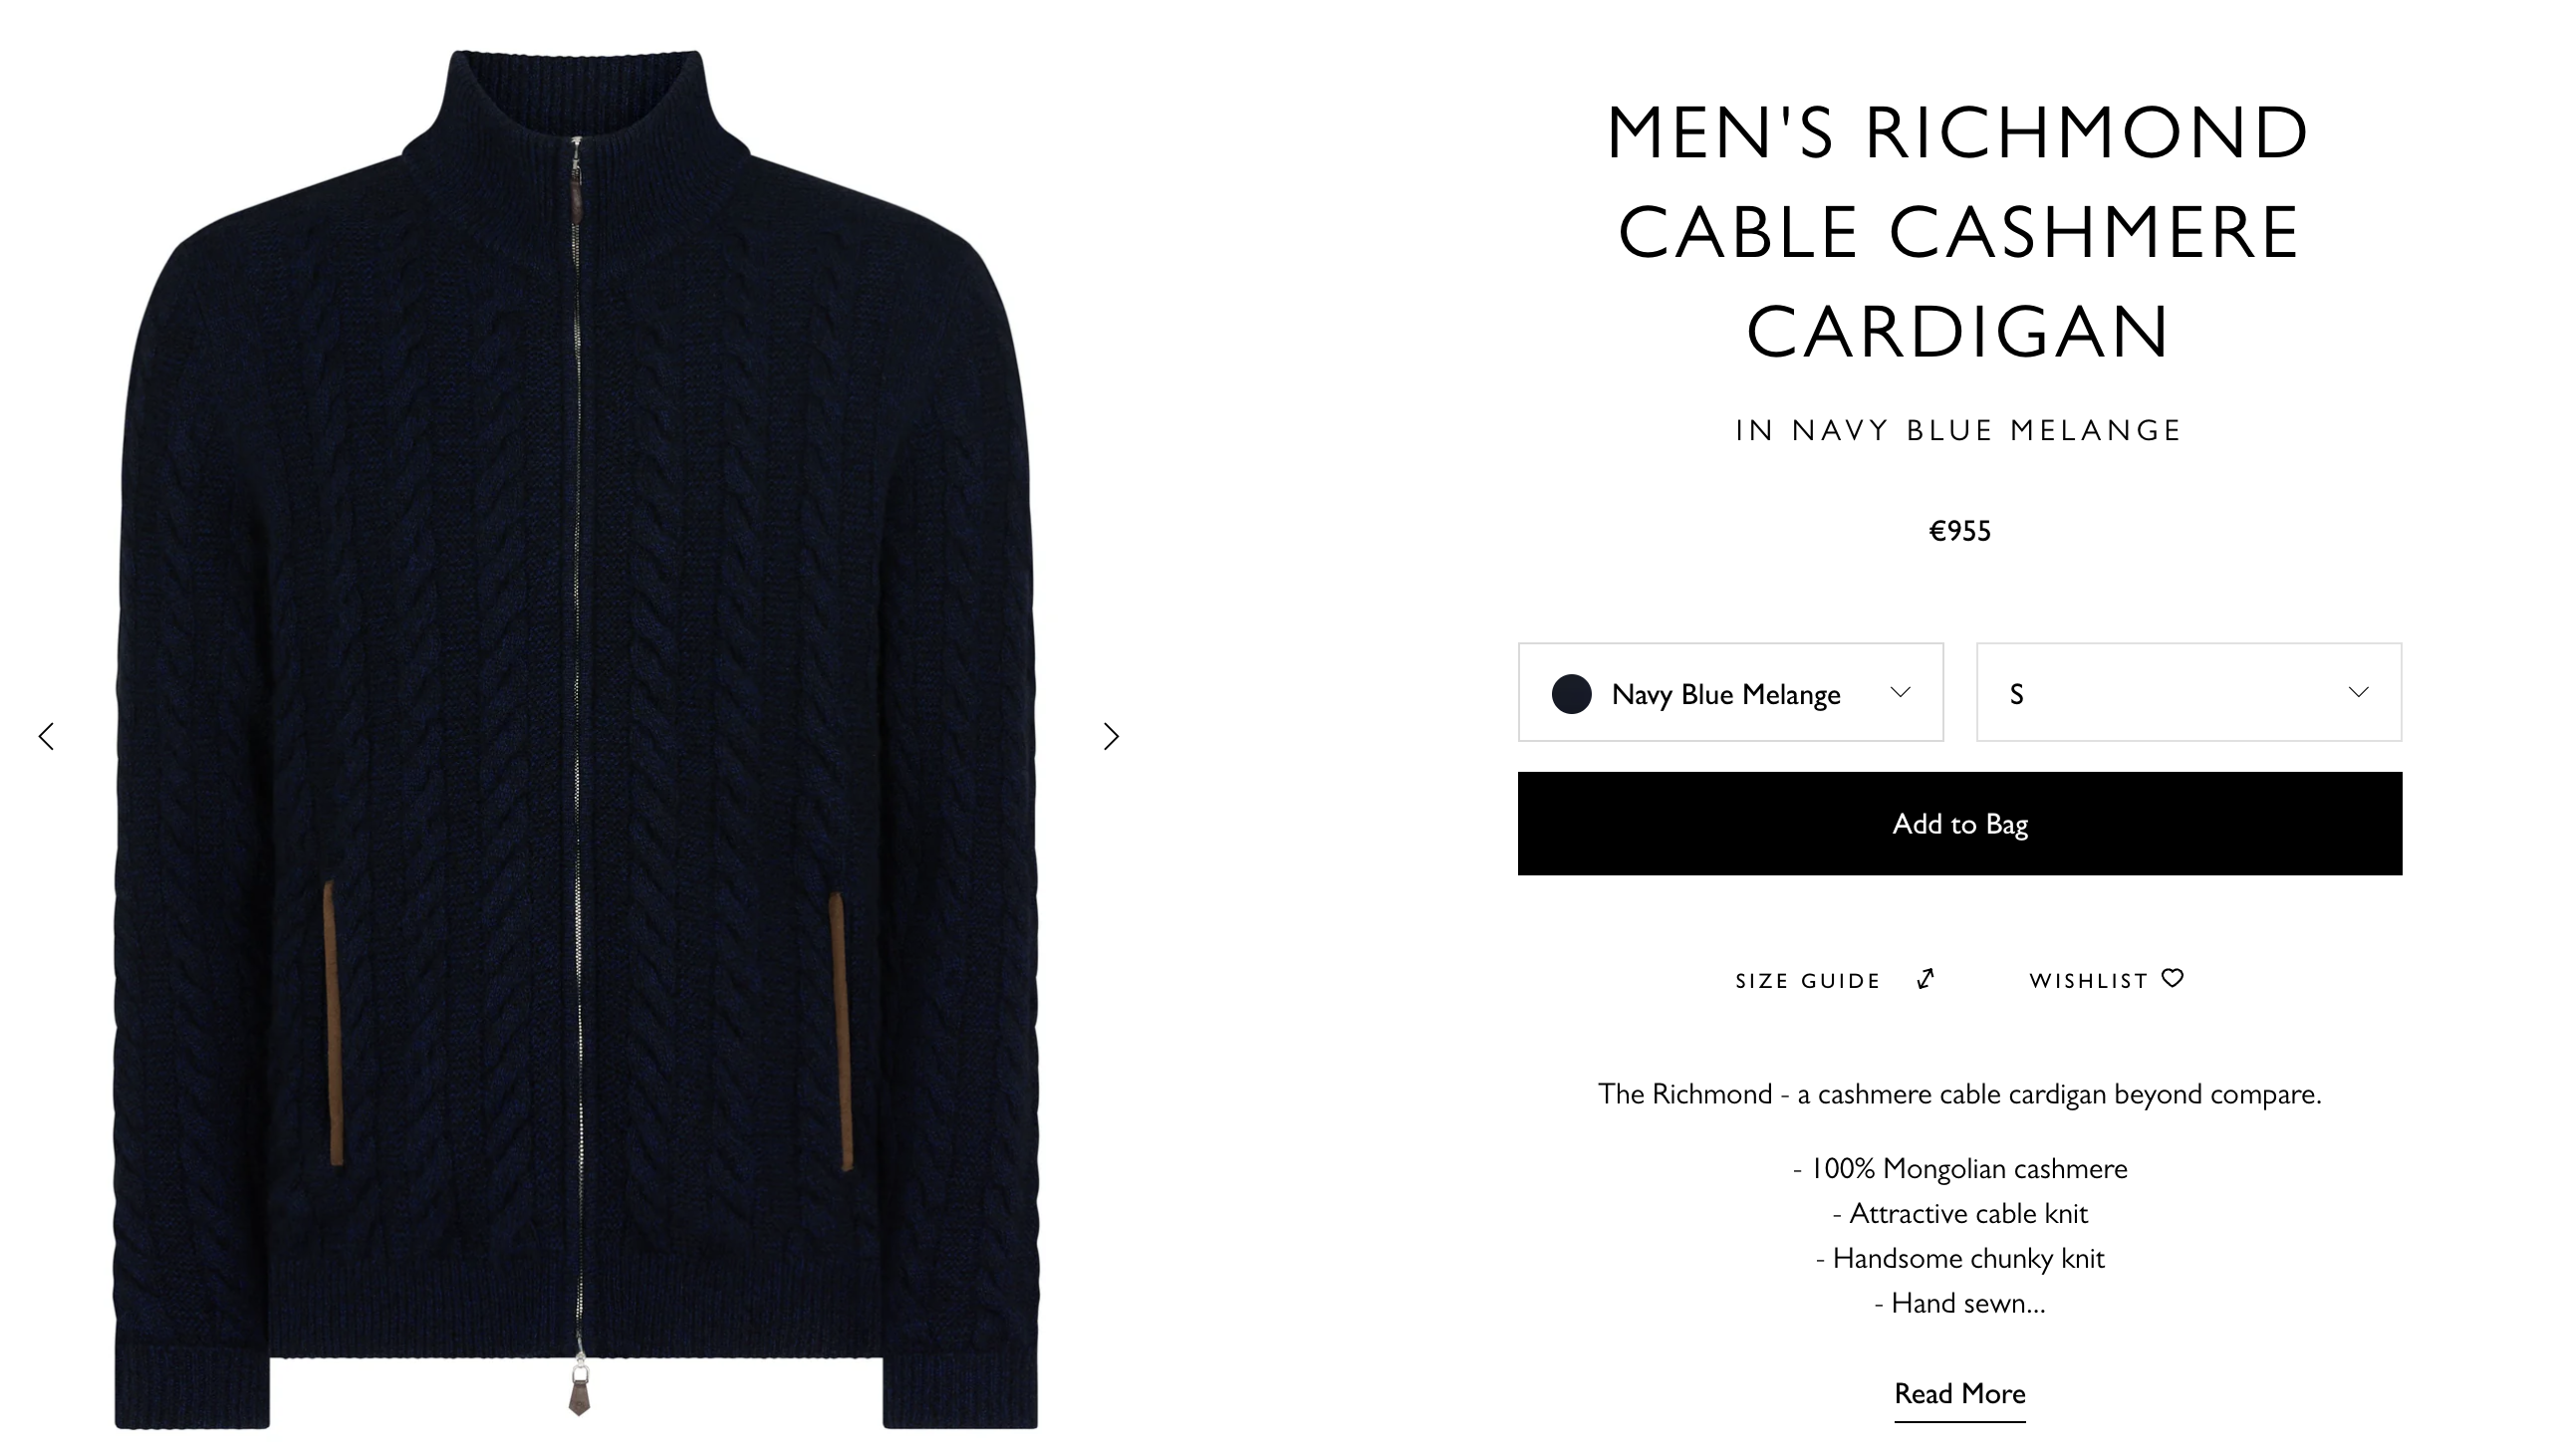 MEN'S RICHMOND
CABLE CASHMERE
CARDIGAN
IN NAVY BLUE MELANGE
€955
Navy Blue Melange
S
Add to Bag
SIZE GUIDE
WISHLIST
The Richmond - a cashmere cable cardigan beyond compare.
- 100% Mongolian cashmere
- Attractive cable knit
- Handsome chunky knit
- Hand sewn...
Read More